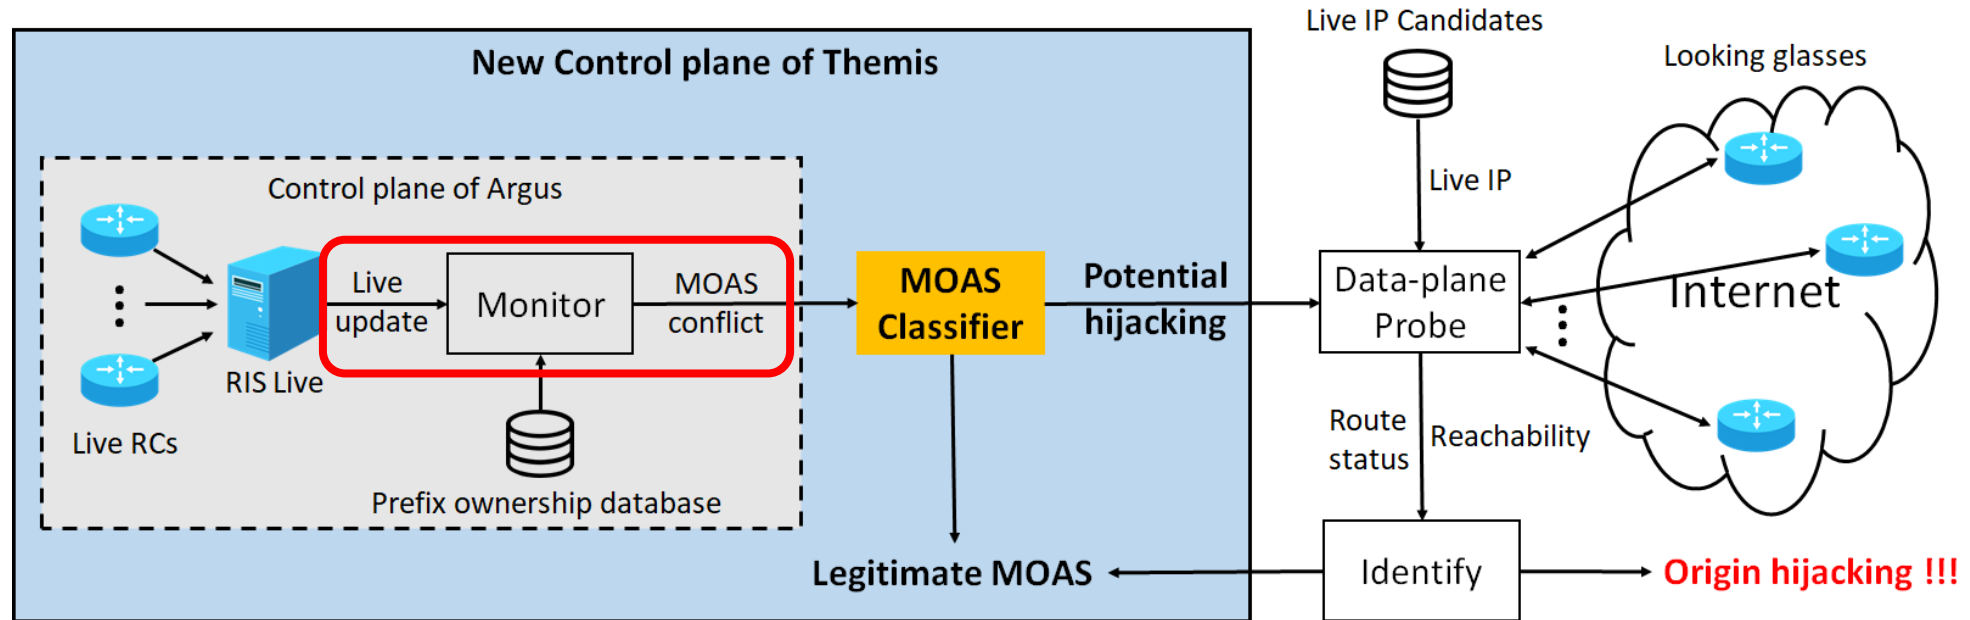 Live IP Candidates
New Control plane of Themis
Looking glasses
Control plane of Argus
Live IP
Live
update
Monitor
MOAS
conflict
MOAS
Classifier
Potential
hijacking
Data-plane
Probe
Internet
RIS Live
Live RCs
Prefix ownership database
Route
status
Reachability
Legitimate MOAS
Identify
Origin hijacking !!!